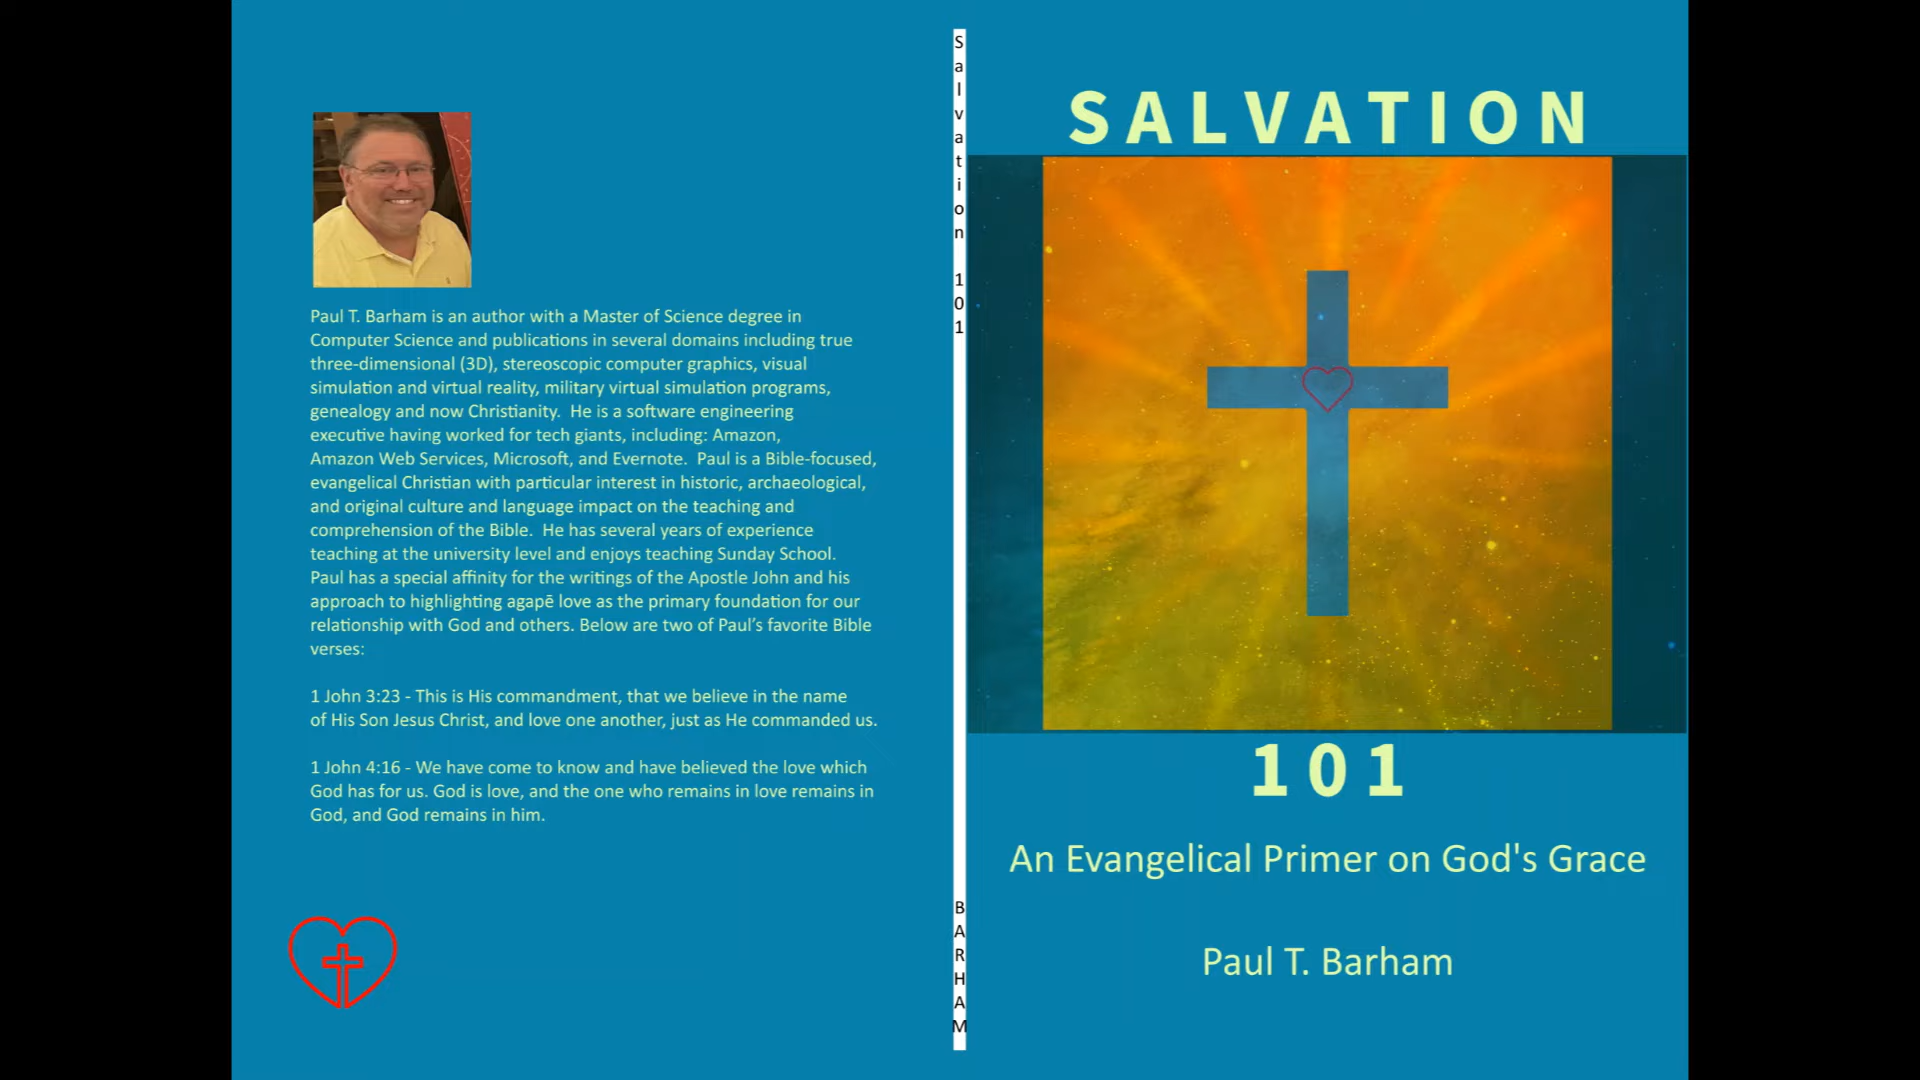 Paul T. Barham is an author with a Master of Science degree in
Computer Science and publications in several domains including true
three-dimensional (3D), stereoscopic computer graphics, visual
simulation and virtual reality, military virtual simulation programs,
genealogy and now Christianity.  He is a software engineering
executive having worked for tech giants, including: Amazon,
Amazon Web Services, Microsoft, and Evernote.  Paul is a Bible-focused,
evangelical Christian with particular interest in historic, archaeological,
and original culture and language impact on the teaching and
comprehension of the Bible.  He has several years of experience
teaching at the university level and enjoys teaching Sunday School.
Paul has a special affinity for the writings of the Apostle John and his
approach to highlighting agapē love as the primary foundation for our
relationship with God and others. Below are two of Paul’s favorite Bible
verses:
1 John 3:23 - This is His commandment, that we believe in the name
of His Son Jesus Christ, and love one another, just as He commanded us.
1 John 4:16 - We have come to know and have believed the love which
God has for us. God is love, and the one who remains in love remains in
God, and God remains in him.
Salvation 101
BARHAM
SALVATION
101
An Evangelical Primer on God's Grace
Paul T. Barham